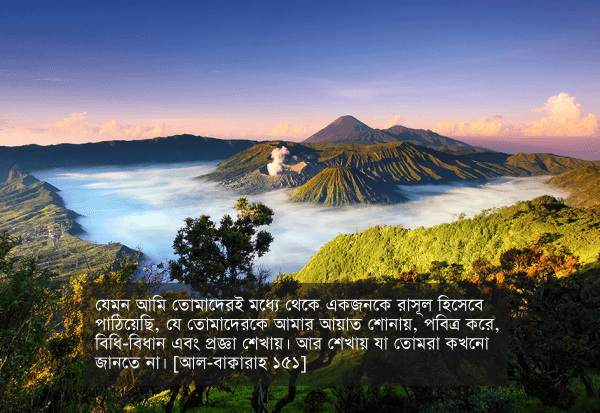 যেমন আমি তোমাদেরই মধ্যে থেকে একজনকে রাসূল হিসেবে
পাঠিয়েছি, যে তোমাদেরকে আমার আয়াত শোনায়, পবিত্র করে,
বিধি-বিধান এবং প্রজ্ঞা শেখায়। আর শেখায় যা তোমরা কখনো
জানতে না। [আল-বাক্বারাহ ১৫১]